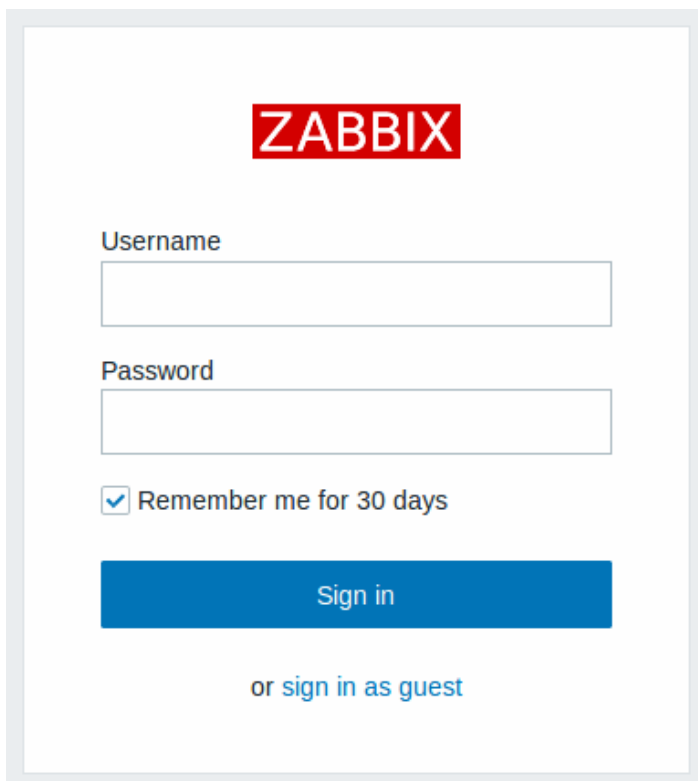 ZABBIX
Username
Password
Remember me for 30 days
Sign in
or sign in as guest